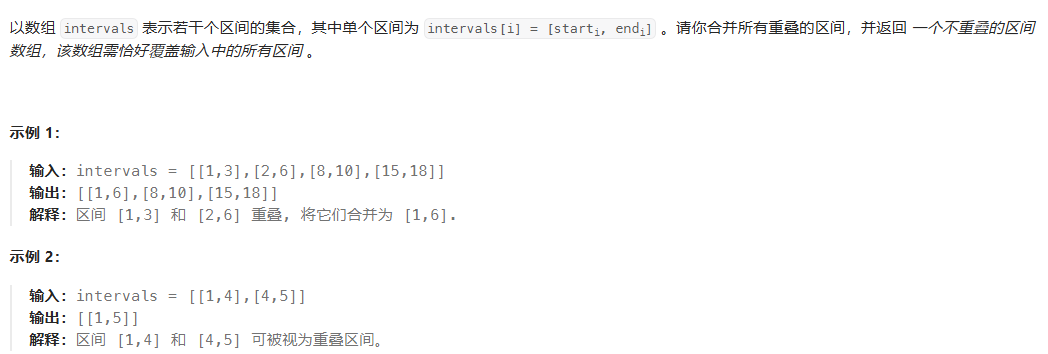 以数组 intervals 表示若干个区间的集合，其中单个区间为 intervals[i] = [starti, endi] 。请你合并所有重叠的区间，并返回 一个不重叠的区间
数组，该数组需恰好覆盖输入中的所有区间 。
示例 1：
输入：intervals = [[1,3],[2,6],[8,10],[15,18]]
输出：[[1,6],[8,10],[15,18]]
解释：区间 [1,3] 和 [2,6] 重叠, 将它们合并为 [1,6].
示例 2：
输入：intervals = [[1,4],[4,5]]
输出：[[1,5]]
解释：区间 [1,4] 和 [4,5] 可被视为重叠区间。